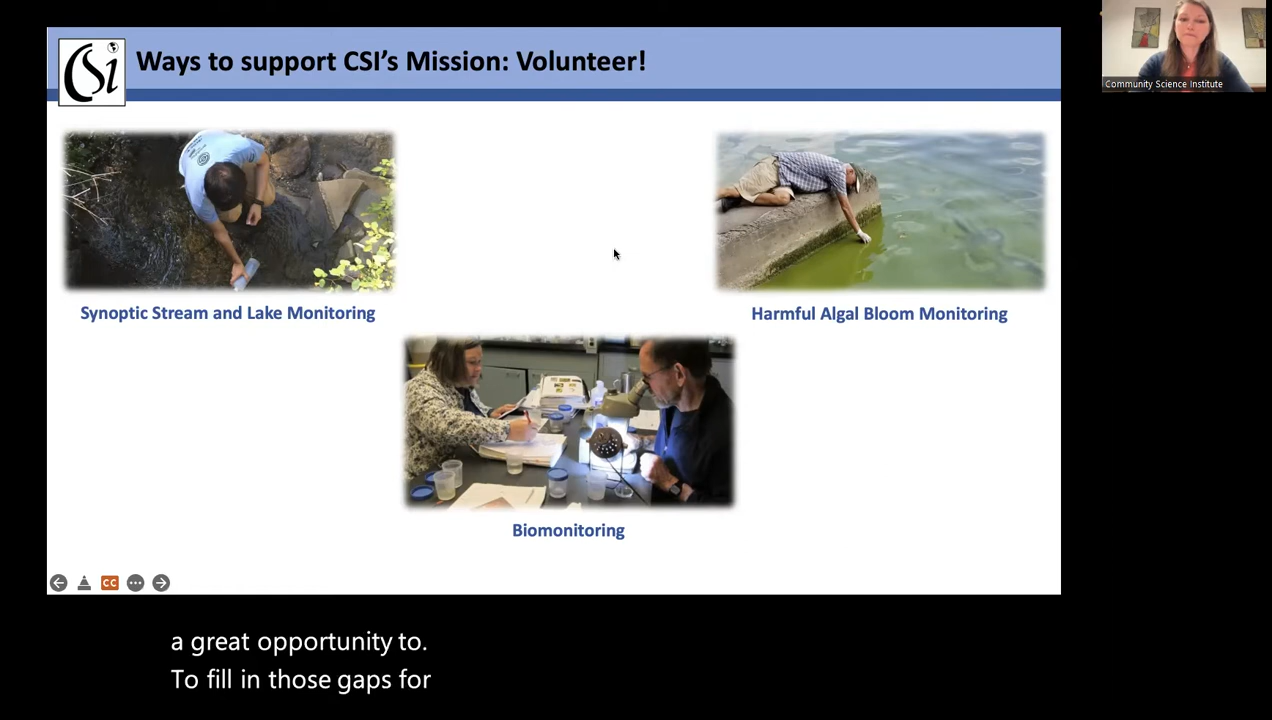 CSi
Ways to support CSI's Mission: Volunteer!
Community Science Institute
Synoptic Stream and Lake Monitoring
Harmful Algal Bloom Monitoring
Biomonitoring
CC
a great opportunity to.
To fill in those gaps for